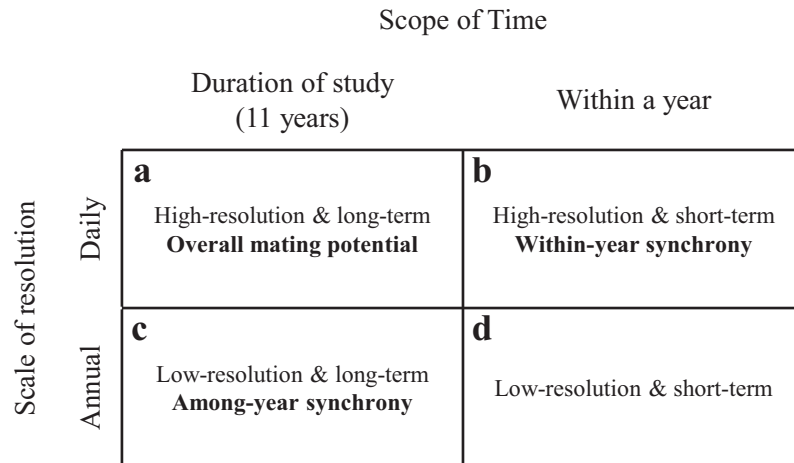 Scope of Time
Duration of study
(11 years)
Within a year
Scale of resolution
Daily
a
High-resolution & long-term
Overall mating potential
b
High-resolution & short-term
Within-year synchrony
Annual
c
Low-resolution & long-term
Among-year synchrony
d
Low-resolution & short-term